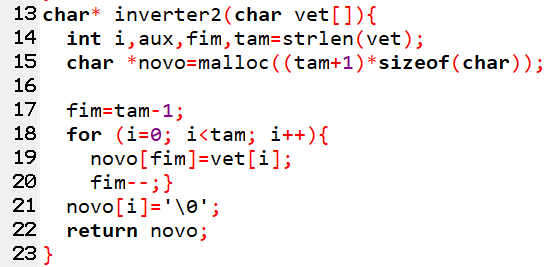 13 char* inverter2(char vet[]){
14   int i,aux,fim,tam=strlen(vet);
15   char *novo=malloc((tam+1)*sizeof(char));
16
17   fim=tam-1;
18   for (i=0; i<tam; i++){
19     novo[fim]=vet[i];
20     fim--;}
21   novo[i]='\0';
22   return novo;
23 }